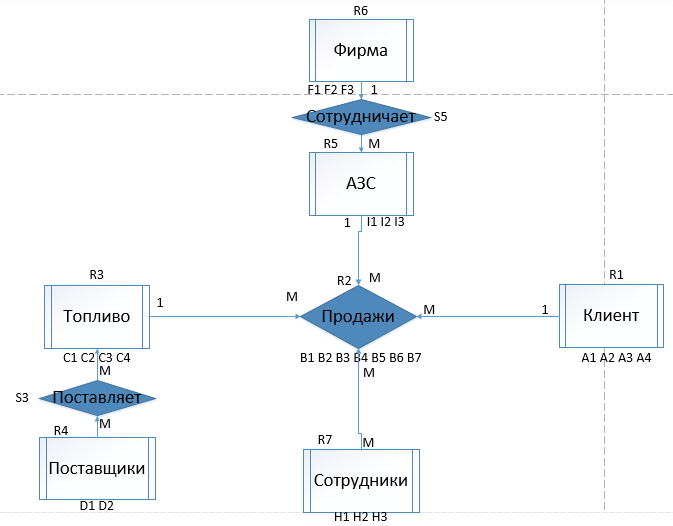 R6
Фирма
F1 F2 F3 1
Сотрудничает S5
M
R5
АЗС
1 I1 I2 I3
R2 M
R3
Топливо
1
M
Продажи
M
B1 B2 B3 B4 B5 B6 B7
M
R1
Клиент
1
A1 A2 A3 A4
C1 C2 C3 C4
M
S3 Поставляет
M
R4
Поставщики
D1 D2
R7 M
Сотрудники
H1 H2 H3